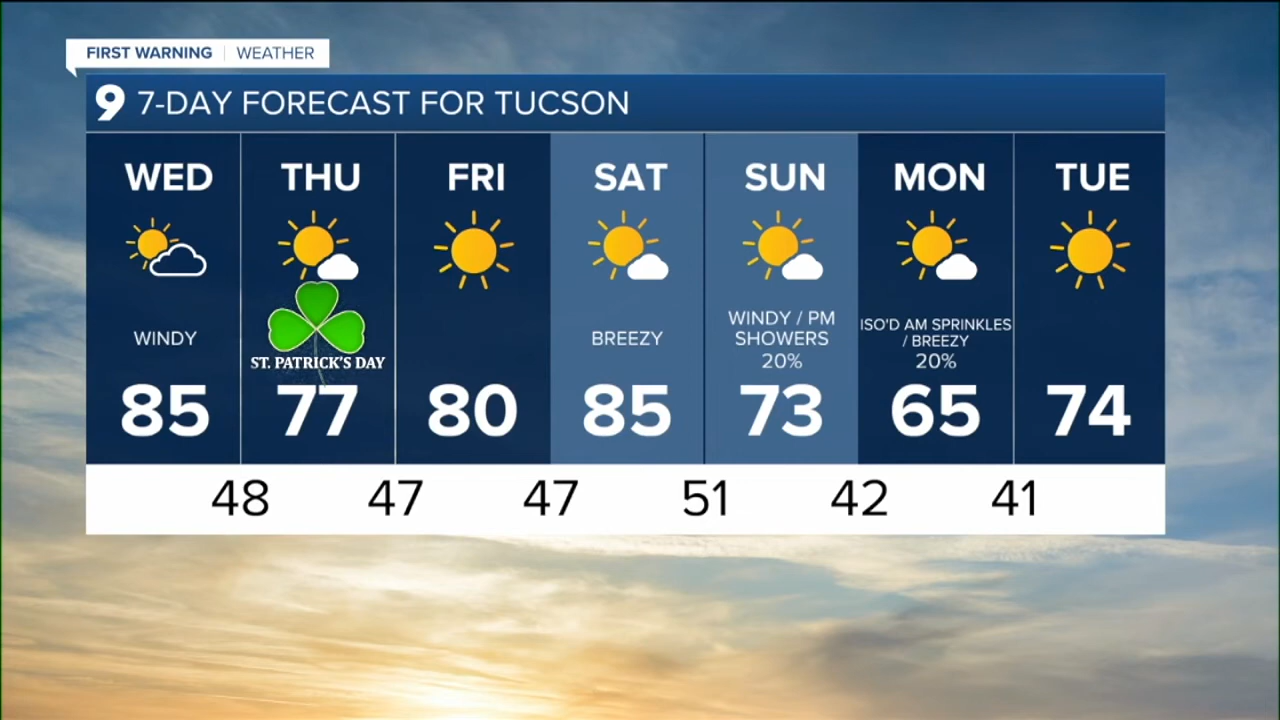 FIRST WARNING | WEATHER
9 7-DAY FORECAST FOR TUCSON
WED THU FRI SAT SUN MON TUE
WINDY
ST. PATRICK'S DAY
BREEZY
WINDY / PM
SHOWERS
20%
ISO'D AM SPRINKLES
/ BREEZY
20%
85 77 80 85 73 65 74
48 47 47 51 42 41